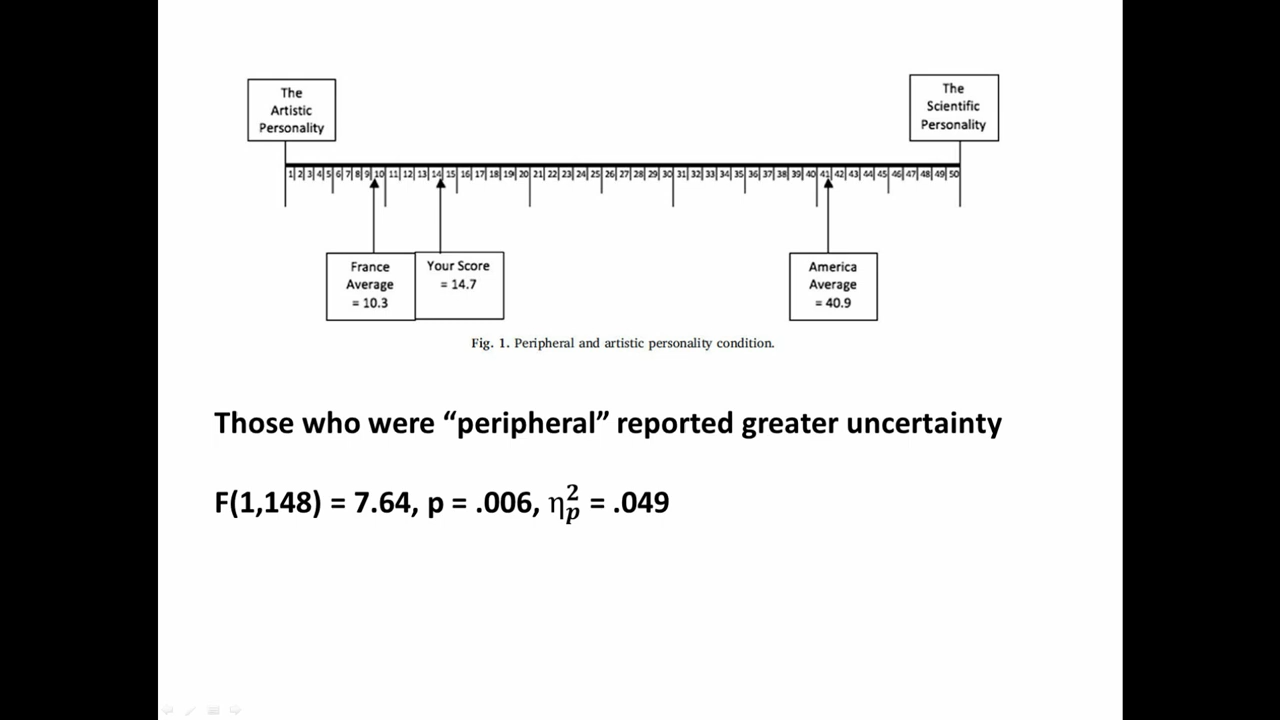 The
Artistic
Personality
The
Scientific
Personality
1 2 3 4 5 6 7 8 9 10 11 12 13 14 15 16 17 18 19 20 21 22 23 24 25 26 27 28 29 30 31 32 33 34 35 36 37 38 39 40 41 42 43 44 45 46 47 48 49 50
France
Average
= 10.3
Your Score
= 14.7
America
Average
= 40.9
Fig. 1. Peripheral and artistic personality condition.
Those who were “peripheral” reported greater uncertainty
F(1,148) = 7.64, p = .006, η²ₚ = .049